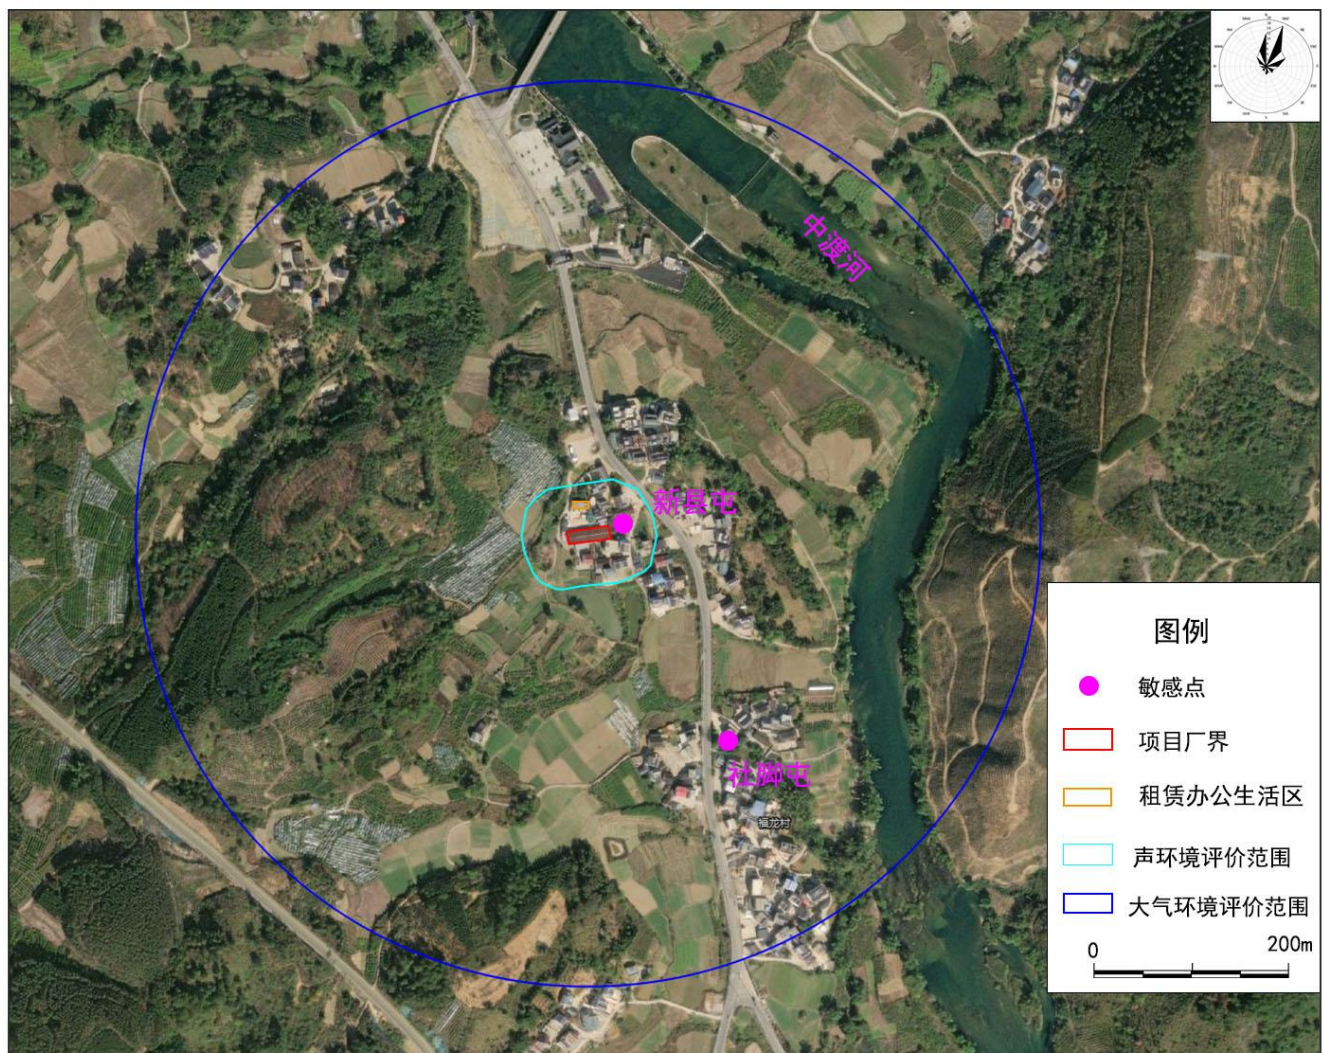 中渡河
新县屯
社脚屯
福龙村
图例
敏感点
项目厂界
租赁办公生活区
声环境评价范围
大气环境评价范围
0
200m